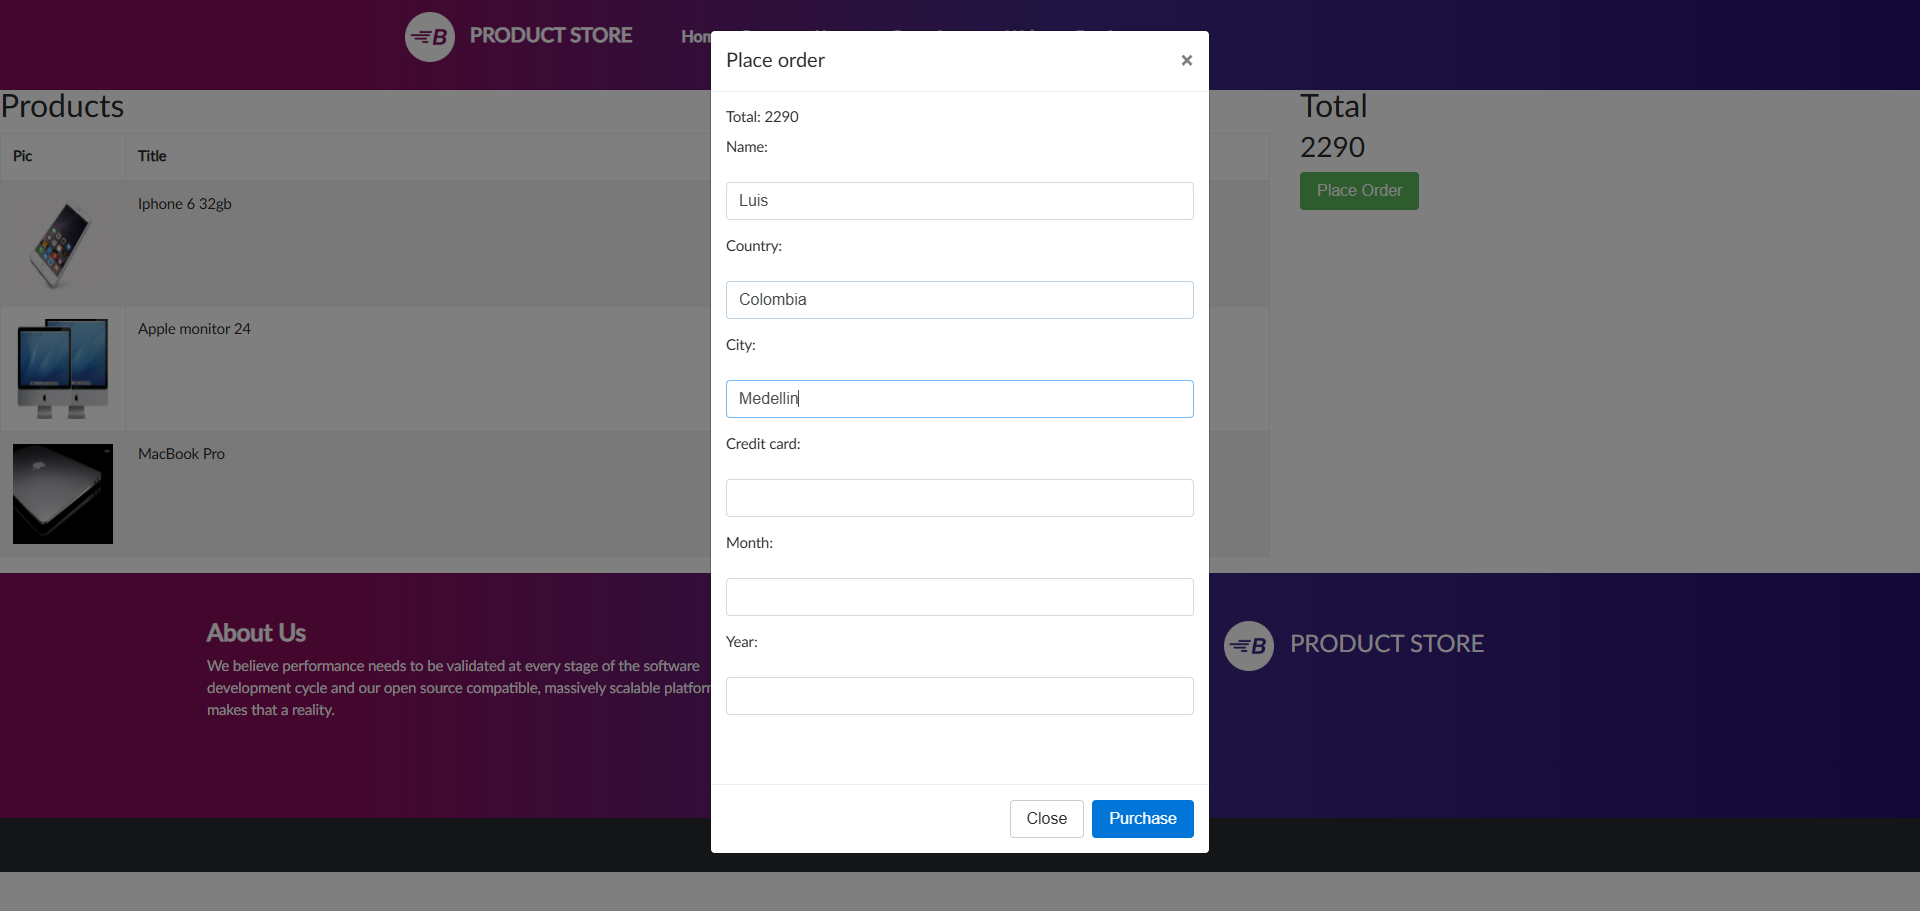 B PRODUCT STORE
Hom
Place order
×
Products
Total
Total: 2290
Name:
2290
Pic
Title
Place Order
Iphone 6 32gb
Luis
Country:
Colombia
Apple monitor 24
City:
Medellin
Credit card:
MacBook Pro
Month:
About Us
We believe performance needs to be validated at every stage of the software
development cycle and our open source compatible, massively scalable platfor
makes that a reality.
Year:
B PRODUCT STORE
Close
Purchase